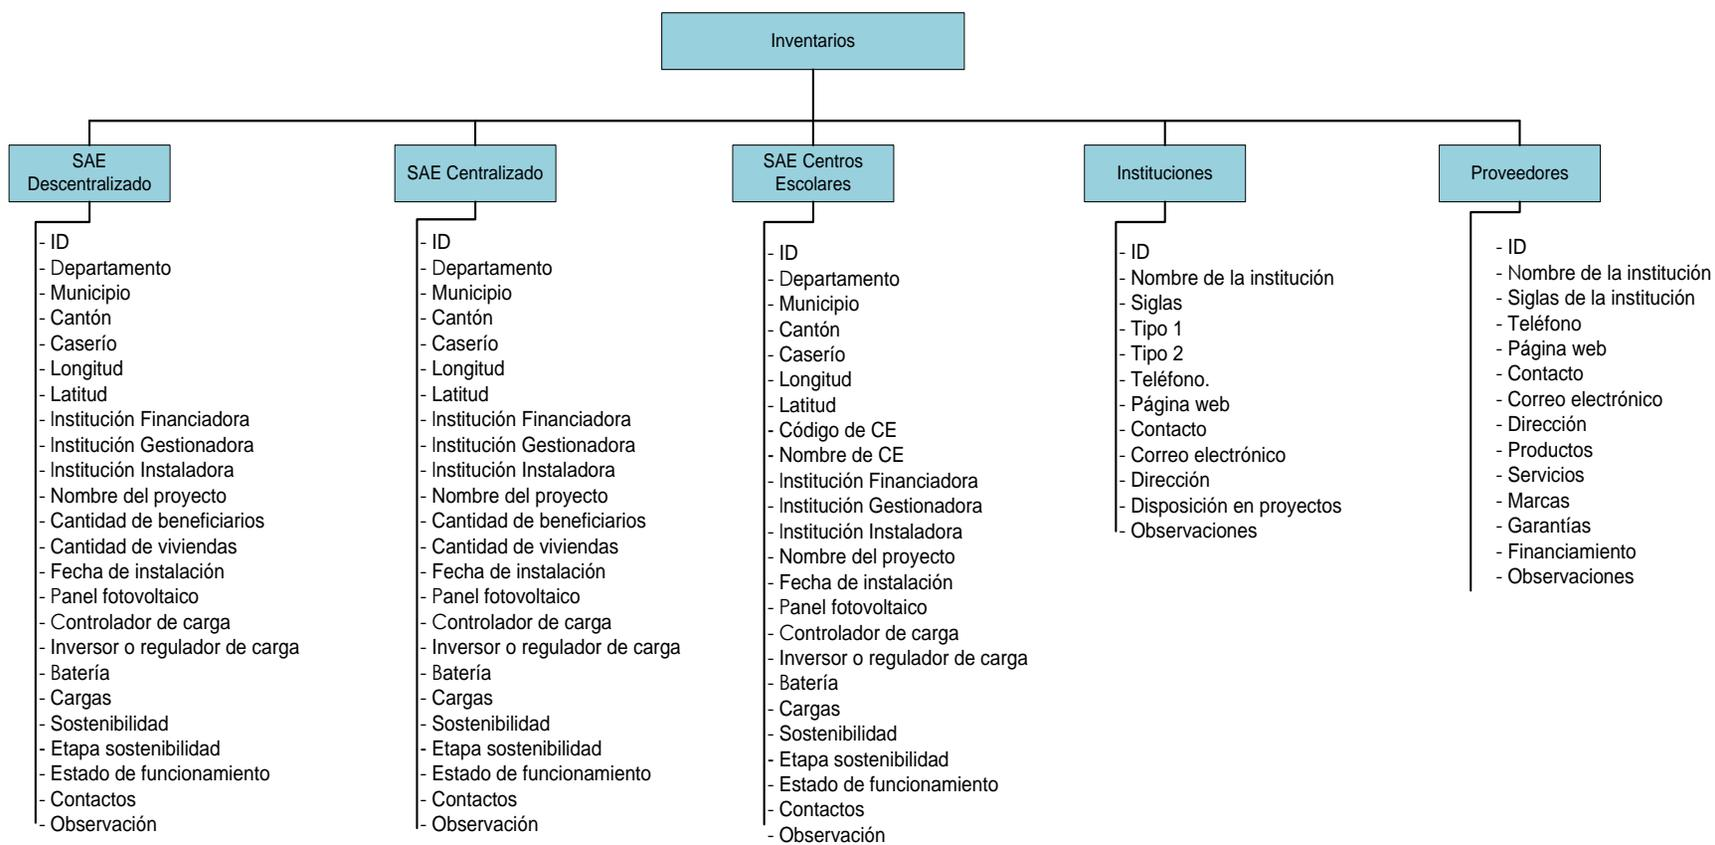 Inventarios
SAE
Descentralizado
- ID
- Departamento
- Municipio
- Cantón
- Caserío
- Longitud
- Latitud
- Institución Financiadora
- Institución Gestionadora
- Institución Instaladora
- Nombre del proyecto
- Cantidad de beneficiarios
- Cantidad de viviendas
- Fecha de instalación
- Panel fotovoltaico
- Controlador de carga
- Inversor o regulador de carga
- Batería
- Cargas
- Sostenibilidad
- Etapa sostenibilidad
- Estado de funcionamiento
- Contactos
- Observación
SAE Centralizado
- ID
- Departamento
- Municipio
- Cantón
- Caserío
- Longitud
- Latitud
- Institución Financiadora
- Institución Gestionadora
- Institución Instaladora
- Nombre del proyecto
- Cantidad de beneficiarios
- Cantidad de viviendas
- Fecha de instalación
- Panel fotovoltaico
- Controlador de carga
- Inversor o regulador de carga
- Batería
- Cargas
- Sostenibilidad
- Etapa sostenibilidad
- Estado de funcionamiento
- Contactos
- Observación
SAE Centros
Escolares
- ID
- Departamento
- Municipio
- Cantón
- Caserío
- Longitud
- Latitud
- Código de CE
- Nombre de CE
- Institución Financiadora
- Institución Gestionadora
- Institución Instaladora
- Nombre del proyecto
- Fecha de instalación
- Panel fotovoltaico
- Controlador de carga
- Inversor o regulador de carga
- Batería
- Cargas
- Sostenibilidad
- Etapa sostenibilidad
- Estado de funcionamiento
- Contactos
- Observación
Instituciones
- ID
- Nombre de la institución
- Siglas
- Tipo 1
- Tipo 2
- Teléfono.
- Página web
- Contacto
- Correo electrónico
- Dirección
- Disposición en proyectos
- Observaciones
Proveedores
- ID
- Nombre de la institución
- Siglas de la institución
- Teléfono
- Página web
- Contacto
- Correo electrónico
- Dirección
- Productos
- Servicios
- Marcas
- Garantías
- Financiamiento
- Observaciones